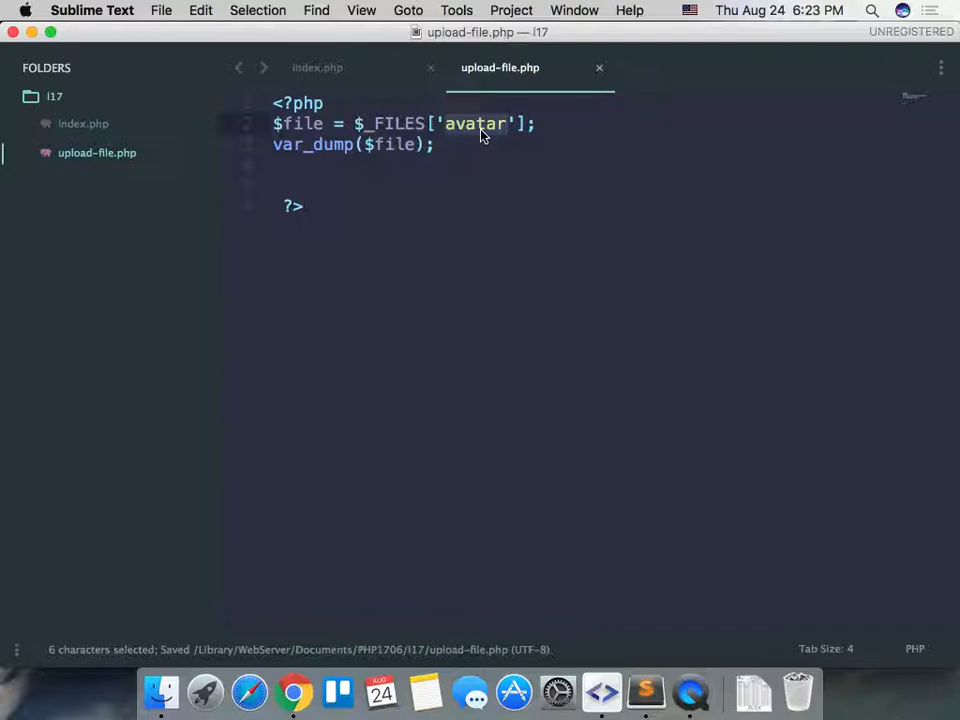 Sublime Text File Edit Selection Find View Goto Tools Project Window Help Thu Aug 24 6:23 PM
upload-file.php — l17 UNREGISTERED
FOLDERS
l17
index.php
upload-file.php
index.php × upload-file.php ×
<?php
2 $file = $_FILES['avatar'];
var_dump($file);
?>
6 characters selected; Saved /Library/WebServer/Documents/PHP1706/l17/upload-file.php (UTF-8) Tab Size: 4 PHP
AUG
24